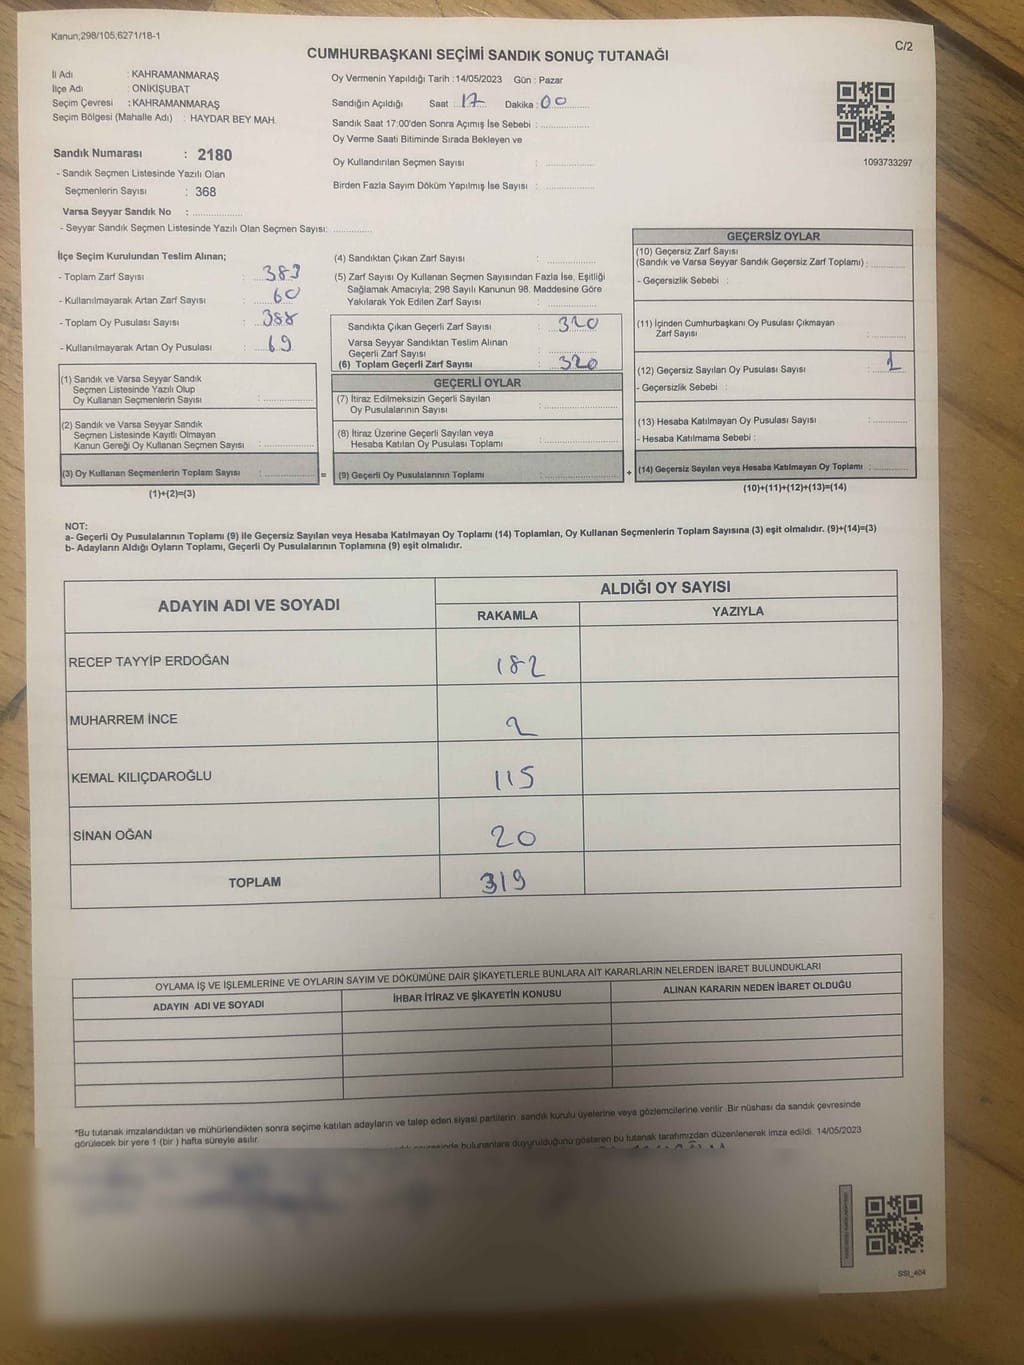 Kanun;298/105;6271/18-1
C/2
CUMHURBAŞKANI SEÇİMİ SANDIK SONUÇ TUTANAĞI
İl Adı : KAHRAMANMARAŞ
İlçe Adı : ONİKİŞUBAT
Seçim Çevresi : KAHRAMANMARAŞ
Seçim Bölgesi (Mahalle Adı) : HAYDAR BEY MAH.
Oy Vermenin Yapıldığı Tarih :14/05/2023 Gün : Pazar
Sandığın Açıldığı Saat : 17 Dakika : 00
Sandık Saat 17:00'den Sonra Açımış İse Sebebi :
Oy Verme Saati Bitiminde Sırada Bekleyen ve
Oy Kullandırılan Seçmen Sayısı :
Birden Fazla Sayım Döküm Yapılmış İse Sayısı :
1093733297
Sandık Numarası : 2180
- Sandık Seçmen Listesinde Yazılı Olan
Seçmenlerin Sayısı : 368
Varsa Seyyar Sandık No :
- Seyyar Sandık Seçmen Listesinde Yazılı Olan Seçmen Sayısı:
İlçe Seçim Kurulundan Teslim Alınan;
- Toplam Zarf Sayısı :
- Kullanılmayarak Artan Zarf Sayısı : 60
- Toplam Oy Pusulası Sayısı : 388
- Kullanılmayarak Artan Oy Pusulası : 69
(1) Sandık ve Varsa Seyyar Sandık
Seçmen Listesinde Yazılı Olup
Oy Kullanan Seçmenlerin Sayısı :
(2) Sandık ve Varsa Seyyar Sandık
Seçmen Listesinde Kayıtlı Olmayan
Kanun Gereği Oy Kullanan Seçmen Sayısı :
(3) Oy Kullanan Seçmenlerin Toplam Sayısı :
(1)+(2)=(3)
(4) Sandıktan Çıkan Zarf Sayısı :
(5) Zarf Sayısı Oy Kullanan Seçmen Sayısından Fazla İse, Eşitliği
Sağlamak Amacıyla; 298 Sayılı Kanunun 98. Maddesine Göre
Yakılarak Yok Edilen Zarf Sayısı :
Sandıkta Çıkan Geçerli Zarf Sayısı : 320
Varsa Seyyar Sandıktan Teslim Alınan
Geçerli Zarf Sayısı :
(6) Toplam Geçerli Zarf Sayısı : 320
GEÇERLİ OYLAR
(7) İtiraz Edilmeksizin Geçerli Sayılan
Oy Pusulalarının Sayısı :
(8) İtiraz Üzerine Geçerli Sayılan veya
Hesaba Katılan Oy Pusulası Toplamı :
= (9) Geçerli Oy Pusulalarının Toplamı :
GEÇERSİZ OYLAR
(10) Geçersiz Zarf Sayısı
(Sandık ve Varsa Seyyar Sandık Geçersiz Zarf Toplamı) :
- Geçersizlik Sebebi :
(11) İçinden Cumhurbaşkanı Oy Pusulası Çıkmayan
Zarf Sayısı :
(12) Geçersiz Sayılan Oy Pusulası Sayısı : 1
- Geçersizlik Sebebi :
(13) Hesaba Katılmayan Oy Pusulası Sayısı :
- Hesaba Katılmama Sebebi :
+ (14) Geçersiz Sayılan veya Hesaba Katılmayan Oy Toplamı :
(10)+(11)+(12)+(13)=(14)
NOT:
a- Geçerli Oy Pusulalarının Toplamı (9) ile Geçersiz Sayılan veya Hesaba Katılmayan Oy Toplamı (14) Toplamları, Oy Kullanan Seçmenlerin Toplam Sayısına (3) eşit olmalıdır. (9)+(14)=(3)
b- Adayların Aldığı Oyların Toplamı, Geçerli Oy Pusulalarının Toplamına (9) eşit olmalıdır.
ADAYIN ADI VE SOYADI ALDIĞI OY SAYISI
RAKAMLA YAZIYLA
RECEP TAYYİP ERDOĞAN 182
MUHARREM İNCE 2
KEMAL KILIÇDAROĞLU 115
SİNAN OĞAN 20
TOPLAM 319
OYLAMA İŞ VE İŞLEMLERİNE VE OYLARIN SAYIM VE DÖKÜMÜNE DAİR ŞİKAYETLERLE BUNLARA AİT KARARLARIN NELERDEN İBARET BULUNDUKLARI
ADAYIN ADI VE SOYADI İHBAR İTİRAZ VE ŞİKAYETİN KONUSU ALINAN KARARIN NEDEN İBARET OLDUĞU
*Bu tutanak imzalandıktan ve mühürlendikten sonra seçime katılan adayların ve talep eden siyasi partilerin sandık kurulu üyelerine veya gözlemcilerine verilir. Bir nüshası da sandık çevresinde
görülecek bir yere 1 (bir ) hafta süreyle asılır.
bulunanlara duyurulduğunu gösteren bu tutanak tarafımızdan düzenlenerek imza edildi. 14/05/2023
SSI_404